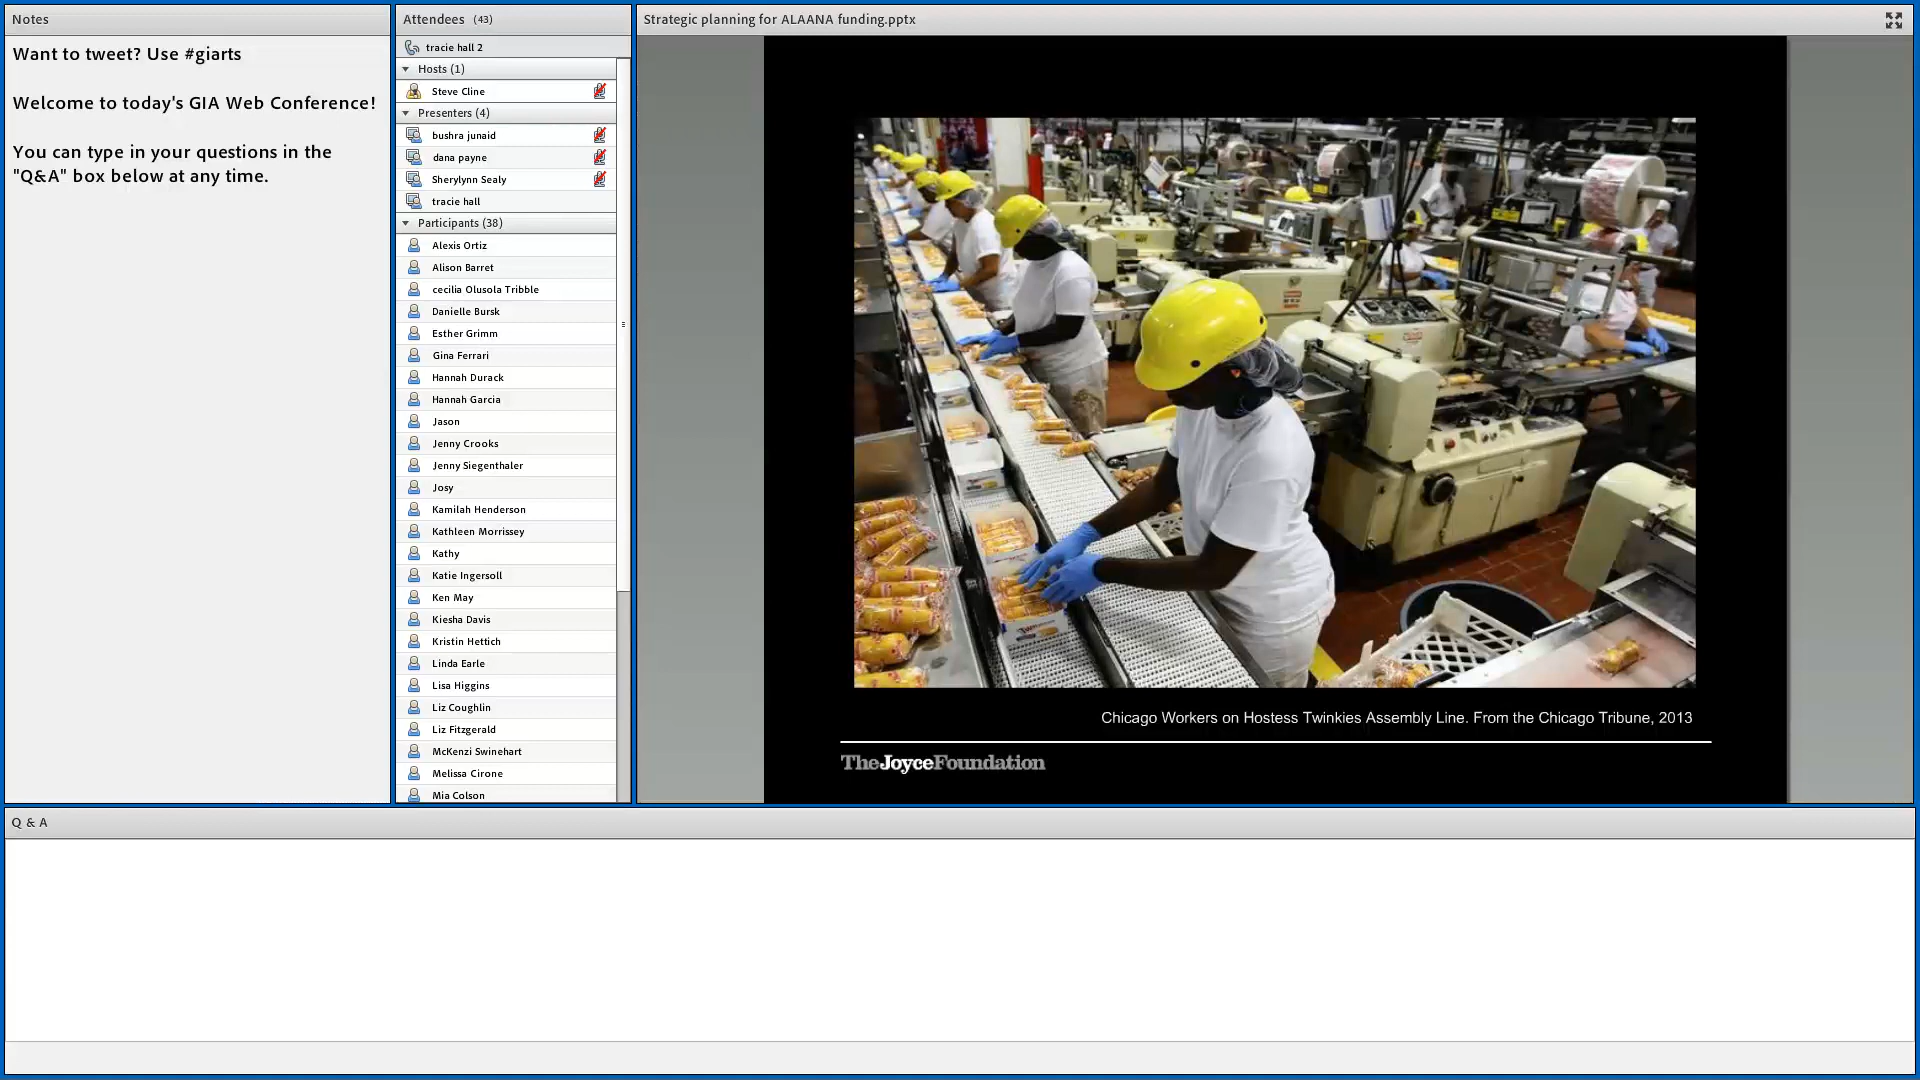 Notes
Want to tweet? Use #giarts
Welcome to today's GIA Web Conference!
You can type in your questions in the
"Q&A" box below at any time.
Attendees (43)
tracie hall 2
Hosts (1)
Steve Cline
Presenters (4)
bushra junaid
dana payne
Sherylynn Sealy
tracie hall
Participants (38)
Alexis Ortiz
Alison Barret
cecilia Olusola Tribble
Danielle Bursk
Esther Grimm
Gina Ferrari
Hannah Durack
Hannah Garcia
Jason
Jenny Crooks
Jenny Siegenthaler
Josy
Kamilah Henderson
Kathleen Morrissey
Kathy
Katie Ingersoll
Ken May
Kiesha Davis
Kristin Hettich
Linda Earle
Lisa Higgins
Liz Coughlin
Liz Fitzgerald
McKenzi Swinehart
Melissa Cirone
Mia Colson
Strategic planning for ALAANA funding.pptx
Chicago Workers on Hostess Twinkies Assembly Line. From the Chicago Tribune, 2013
TheJoyceFoundation
Q & A